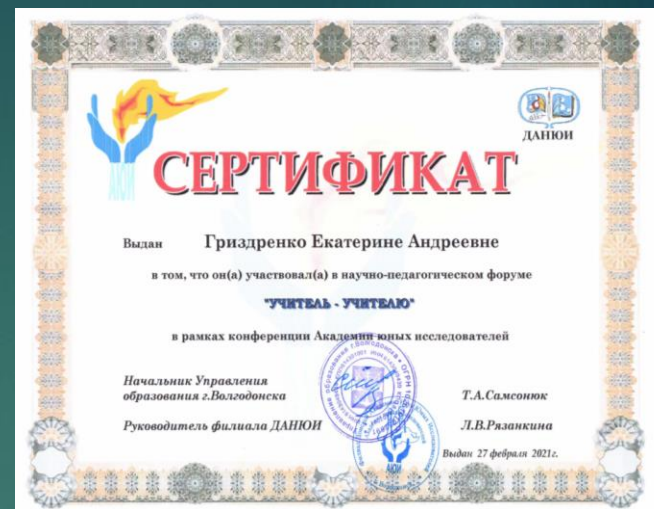 ДАНЮИ
СЕРТИФИКАТ
АЮИ
Выдан Гриздренко Екатерине Андреевне
в том, что он(а) участвовал(а) в научно-педагогическом форуме
"УЧИТЕЛЬ - УЧИТЕЛЮ"
в рамках конференции Академии юных исследователей
Начальник Управления
образования г.Волгодонска Т.А.Самсонюк
Руководитель филиала ДАНЮИ Л.В.Рязанкина
Выдан 27 февраля 2021г.